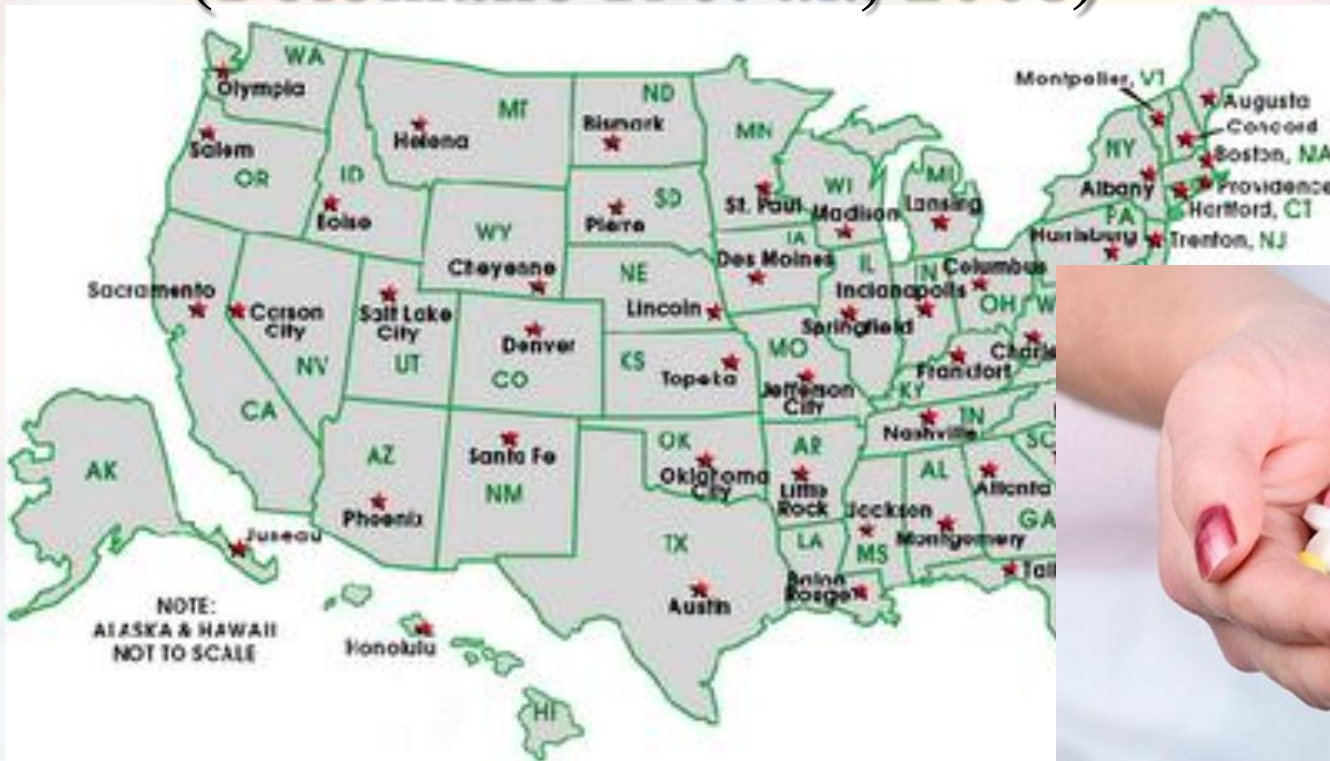 WA
Olympia
MT
ND
Helena
Bismark
MN
Montpelier, VT
Augusta
Concord
Salem
OR
ID
Boise
NY
Boston, MA
Albany
Providence
Hartford, CT
SD
Pierre
St. Paul
WI
Madison
MI
Lansing
PA
Harrisburg
Trenton, NJ
WY
Cheyenne
NE
Lincoln
IA
Des Moines
IL
IN
Columbus
Indianapolis
OH
Springfield
Sacramento
Carson
City
NV
Salt Lake
City
UT
Denver
CO
KS
Topeka
MO
Jefferson
City
Frankfort
KY
CA
AZ
Phoenix
Santa Fe
NM
OK
Oklahoma
City
AR
Little
Rock
Nashville
SC
AL
Atlanta
GA
Jackson
MS
Montgomery
LA
TX
Austin
AK
Juneau
NOTE:
ALASKA & HAWAII
NOT TO SCALE
Honolulu
HI